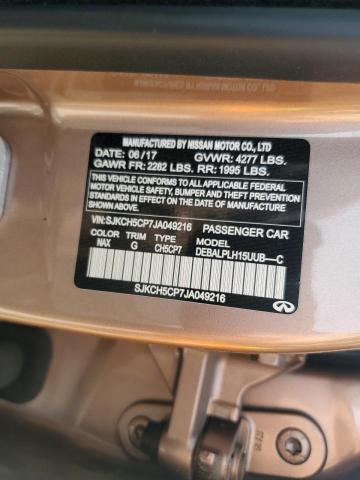 MANUFACTURED BY NISSAN MOTOR CO., LTD
DATE: 06/17 GVWR: 4277 LBS.
GAWR FR: 2282 LBS. RR: 1995 LBS.
THIS VEHICLE CONFORMS TO ALL APPLICABLE FEDERAL
MOTOR VEHICLE SAFETY, BUMPER, AND THEFT PREVENTION
STANDARDS IN EFFECT ON THE DATE OF MANUFACTURE
SHOWN ABOVE.
VIN: SJKCH5CP7JA049216 PASSENGER CAR
COLOR TRIM TYPE MODEL
NAX G CH5CP DEBALPLH15UUB--C
SJKCH5CP7JA049216